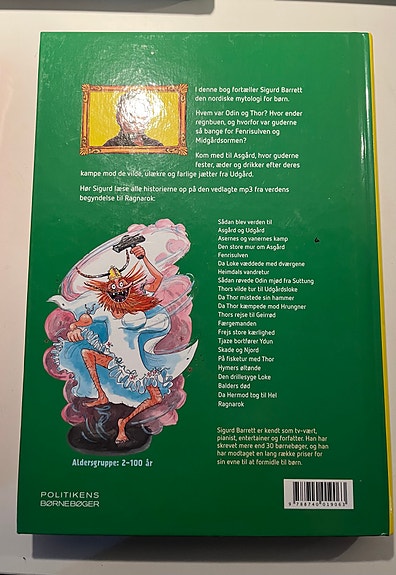 I denne bog fortæller Sigurd Barrett
den nordiske mytologi for børn.
Hvem var Odin og Thor? Hvor ender
regnbuen, og hvorfor var guderne
så bange for Fenrisulven og
Midgårdsormen?
Kom med til Asgård, hvor guderne
fester, æder og drikker efter deres
kampe mod de vilde, ulækre og farlige jætter fra Udgård.
Hør Sigurd læse alle historierne op på den vedlagte mp3 fra verdens
begyndelse til Ragnarok:
Sådan blev verden til
Asgård og Udgård
Asernes og vanernes kamp
Den store mur om Asgård
Fenrisulven
Da Loke væddede med dværgene
Heimdals vandretur
Sådan røvede Odin mjød fra Suttung
Thors vilde tur til Udgårdsloke
Da Thor mistede sin hammer
Da Thor kæmpede mod Hrungner
Thors rejse til Geirrød
Færgemanden
Frejs store kærlighed
Tjaze bortfører Ydun
Skade og Njord
På fisketur med Thor
Hymers øltønde
Den drillesyge Loke
Balders død
Da Hermod tog til Hel
Ragnarok
Aldersgruppe: 2-100 år
Sigurd Barrett er kendt som tv-vært,
pianist, entertainer og forfatter. Han har
skrevet mere end 30 børnebøger, og han
har modtaget en lang række priser for
sin evne til at formidle til børn.
POLITIKENS
BØRNEBØGER
9 788740 019063